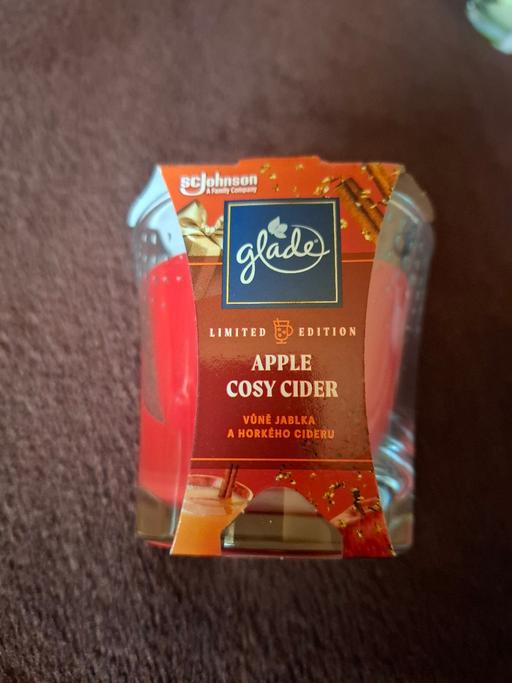 scJohnson
A Family Company
glade
LIMITED EDITION
APPLE
COSY CIDER
VŮNĚ JABLKA
A HORKÉHO CIDERU